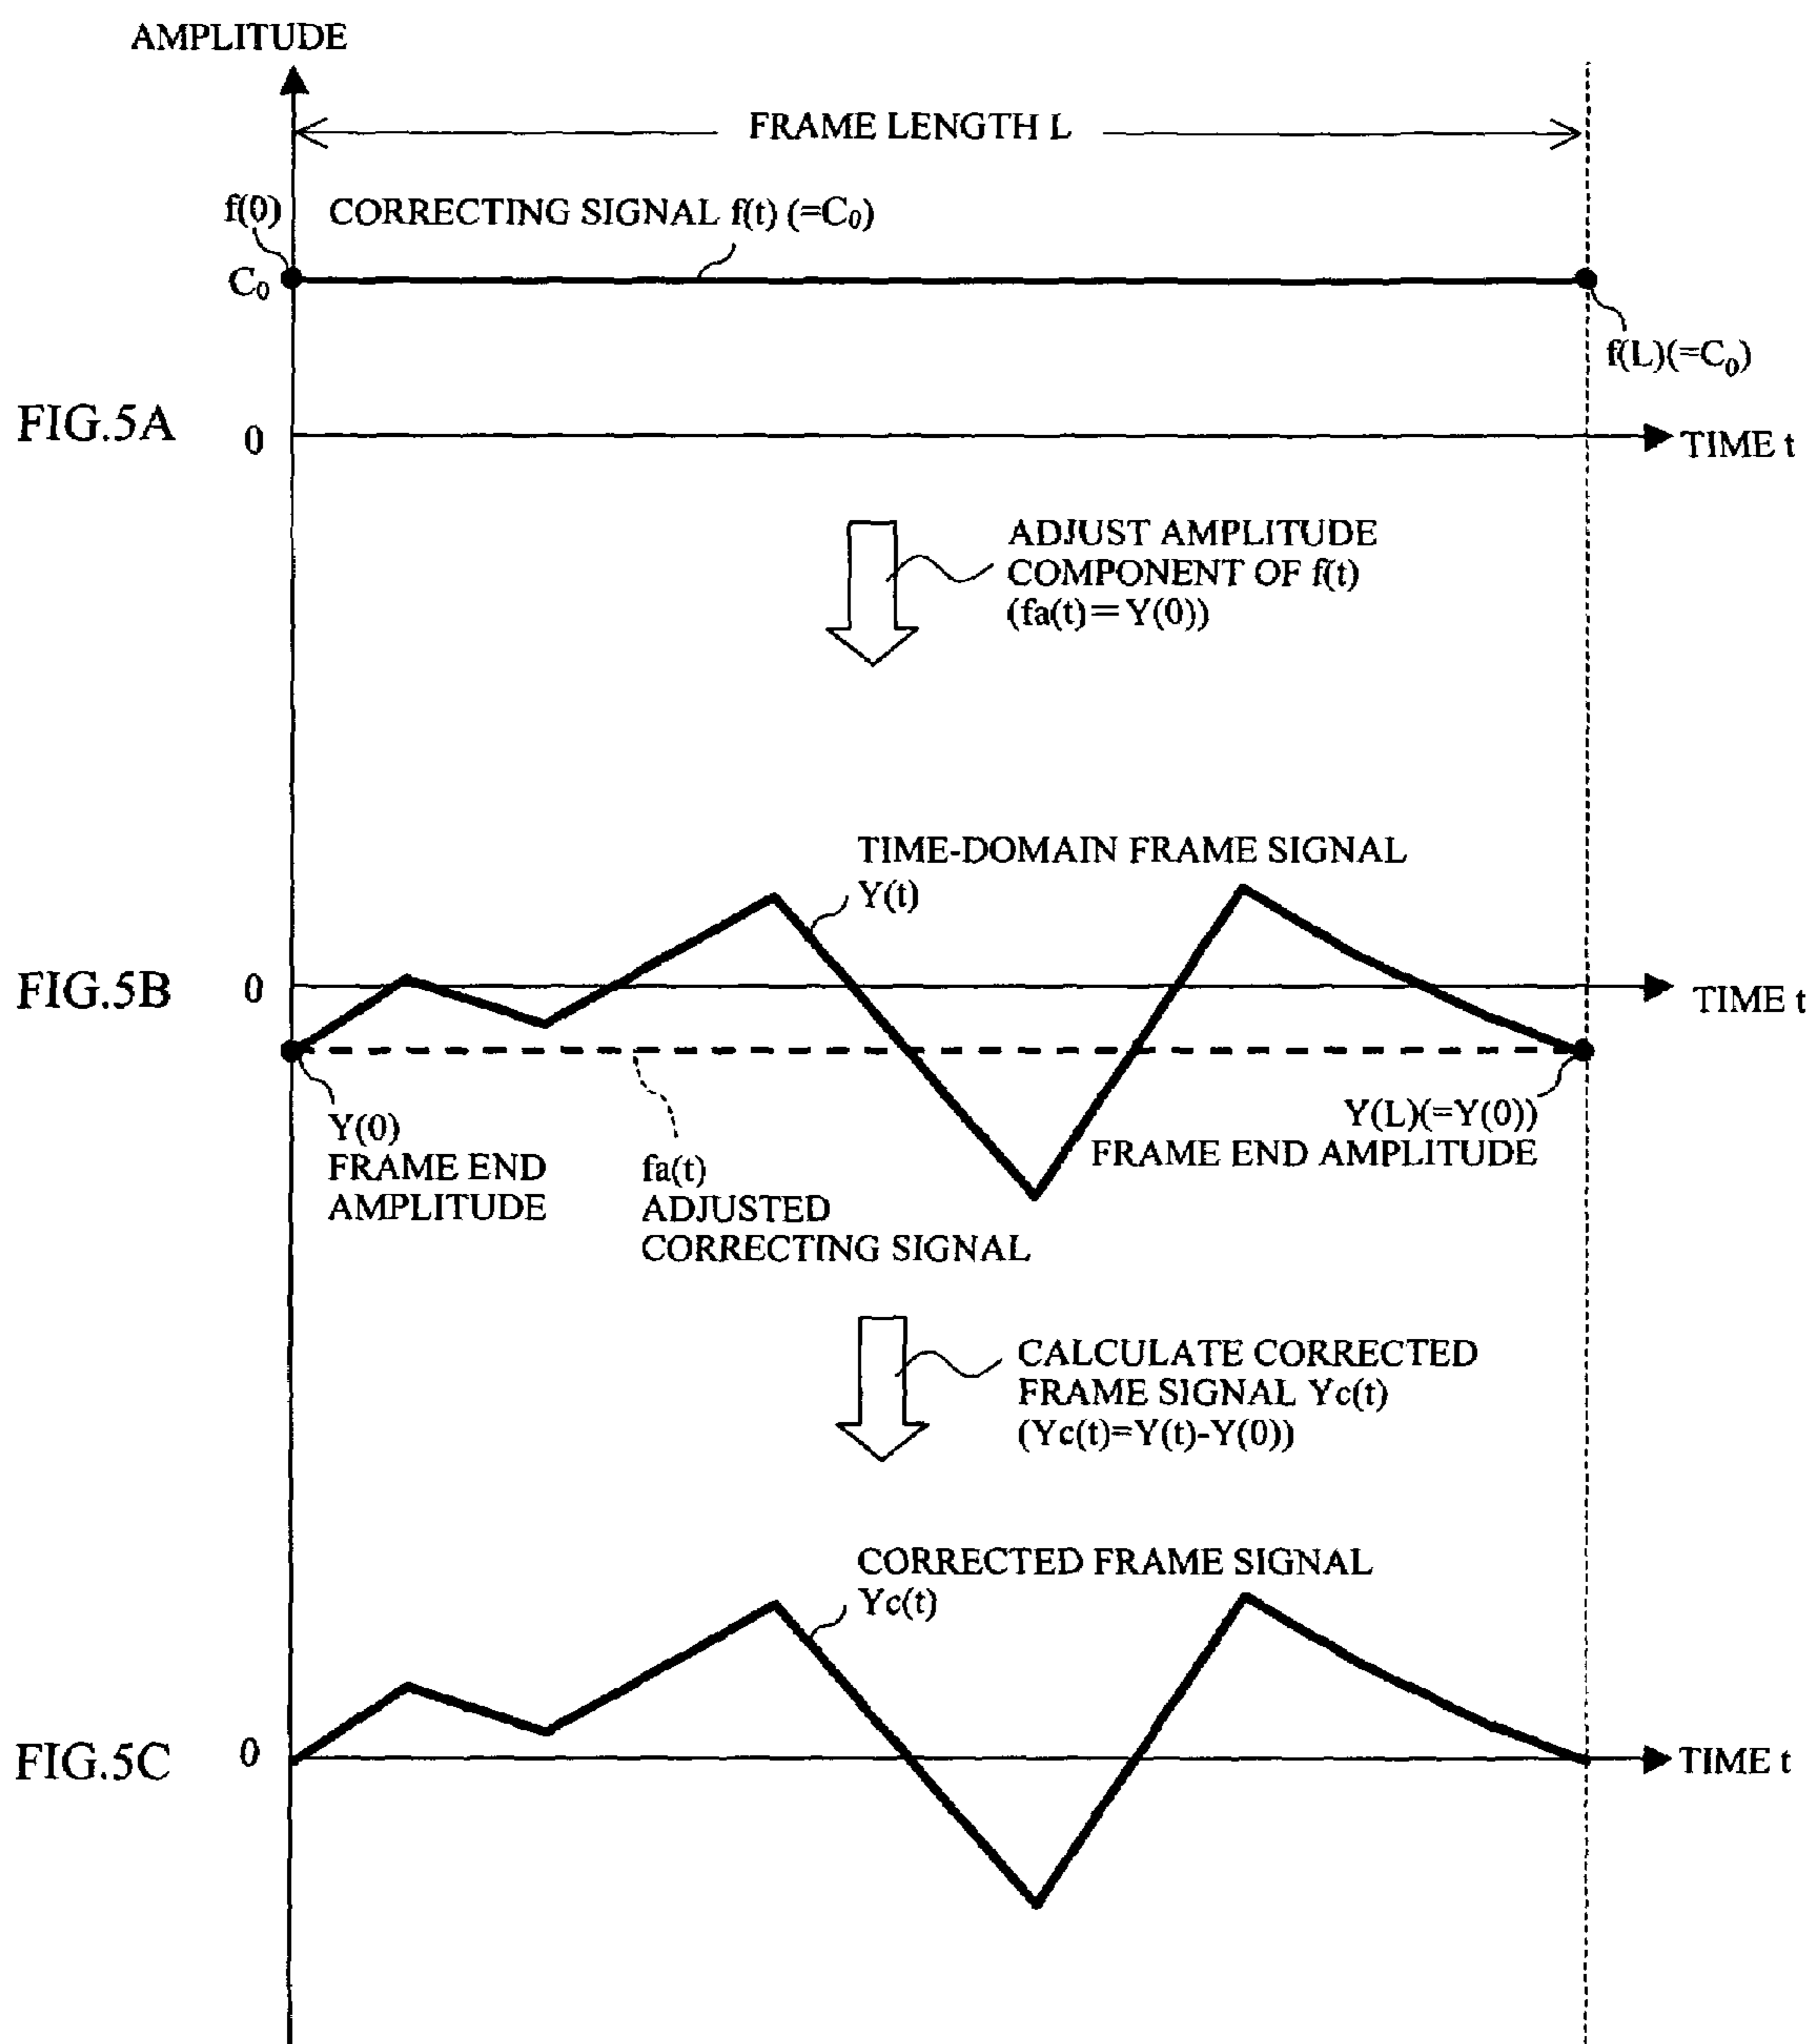 AMPLITUDE
FRAME LENGTH L
f(0)
CORRECTING SIGNAL f(t) (=C₀)
C₀
f(L)(=C₀)
FIG.5A
0
TIME t
ADJUST AMPLITUDE
COMPONENT OF f(t)
(fa(t)=Y(0))
TIME-DOMAIN FRAME SIGNAL
Y(t)
FIG.5B
0
TIME t
Y(0)
FRAME END
AMPLITUDE
fa(t)
ADJUSTED
CORRECTING SIGNAL
Y(L)(=Y(0))
FRAME END AMPLITUDE
CALCULATE CORRECTED
FRAME SIGNAL Yc(t)
(Yc(t)=Y(t)-Y(0))
CORRECTED FRAME SIGNAL
Yc(t)
FIG.5C
0
TIME t